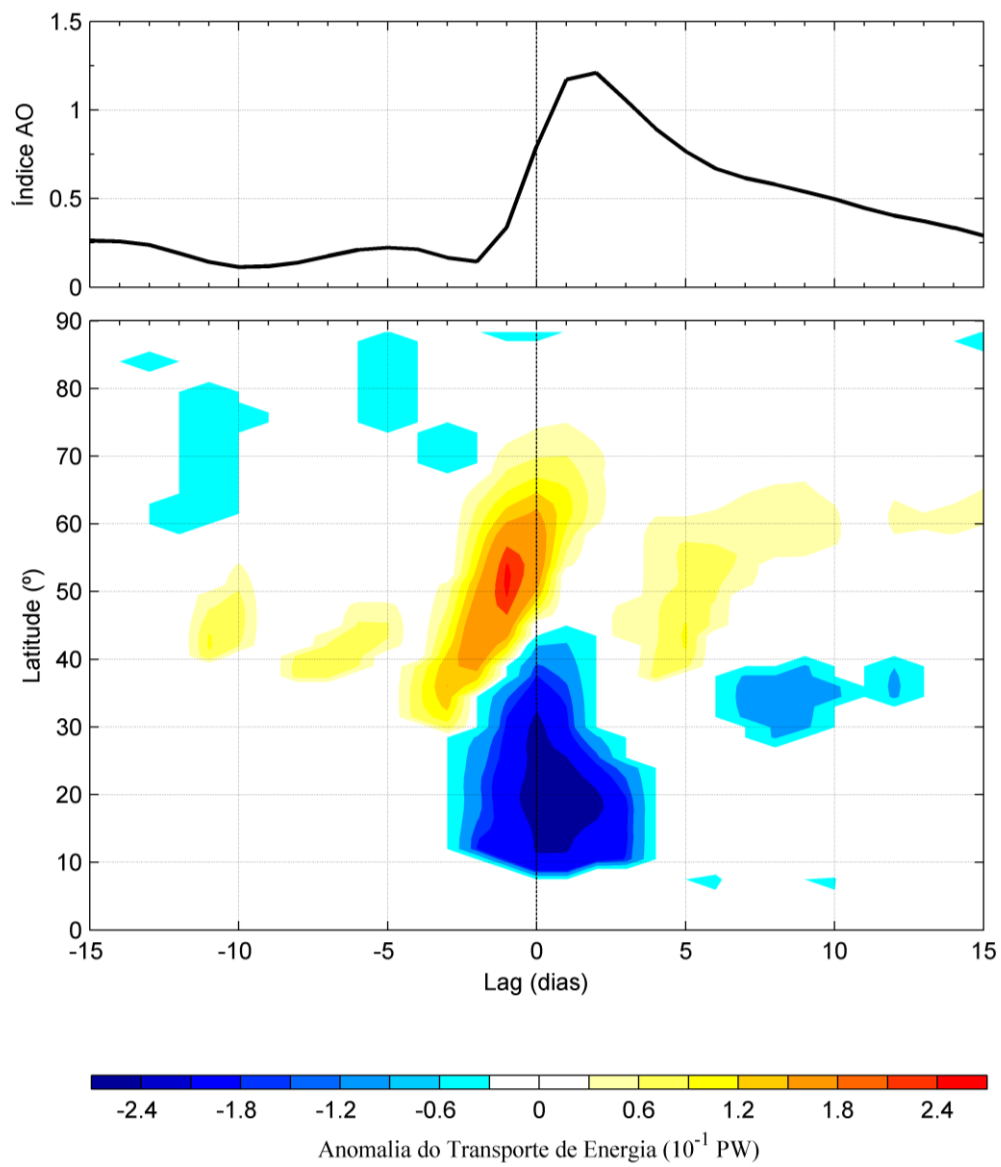 1.5
1
0.5
0
Índice AO
90
80
70
60
50
40
30
20
10
0
Latitude (º)
-15 -10 -5 0 5 10 15
Lag (dias)
-2.4 -1.8 -1.2 -0.6 0 0.6 1.2 1.8 2.4
Anomalia do Transporte de Energia (10⁻¹ PW)